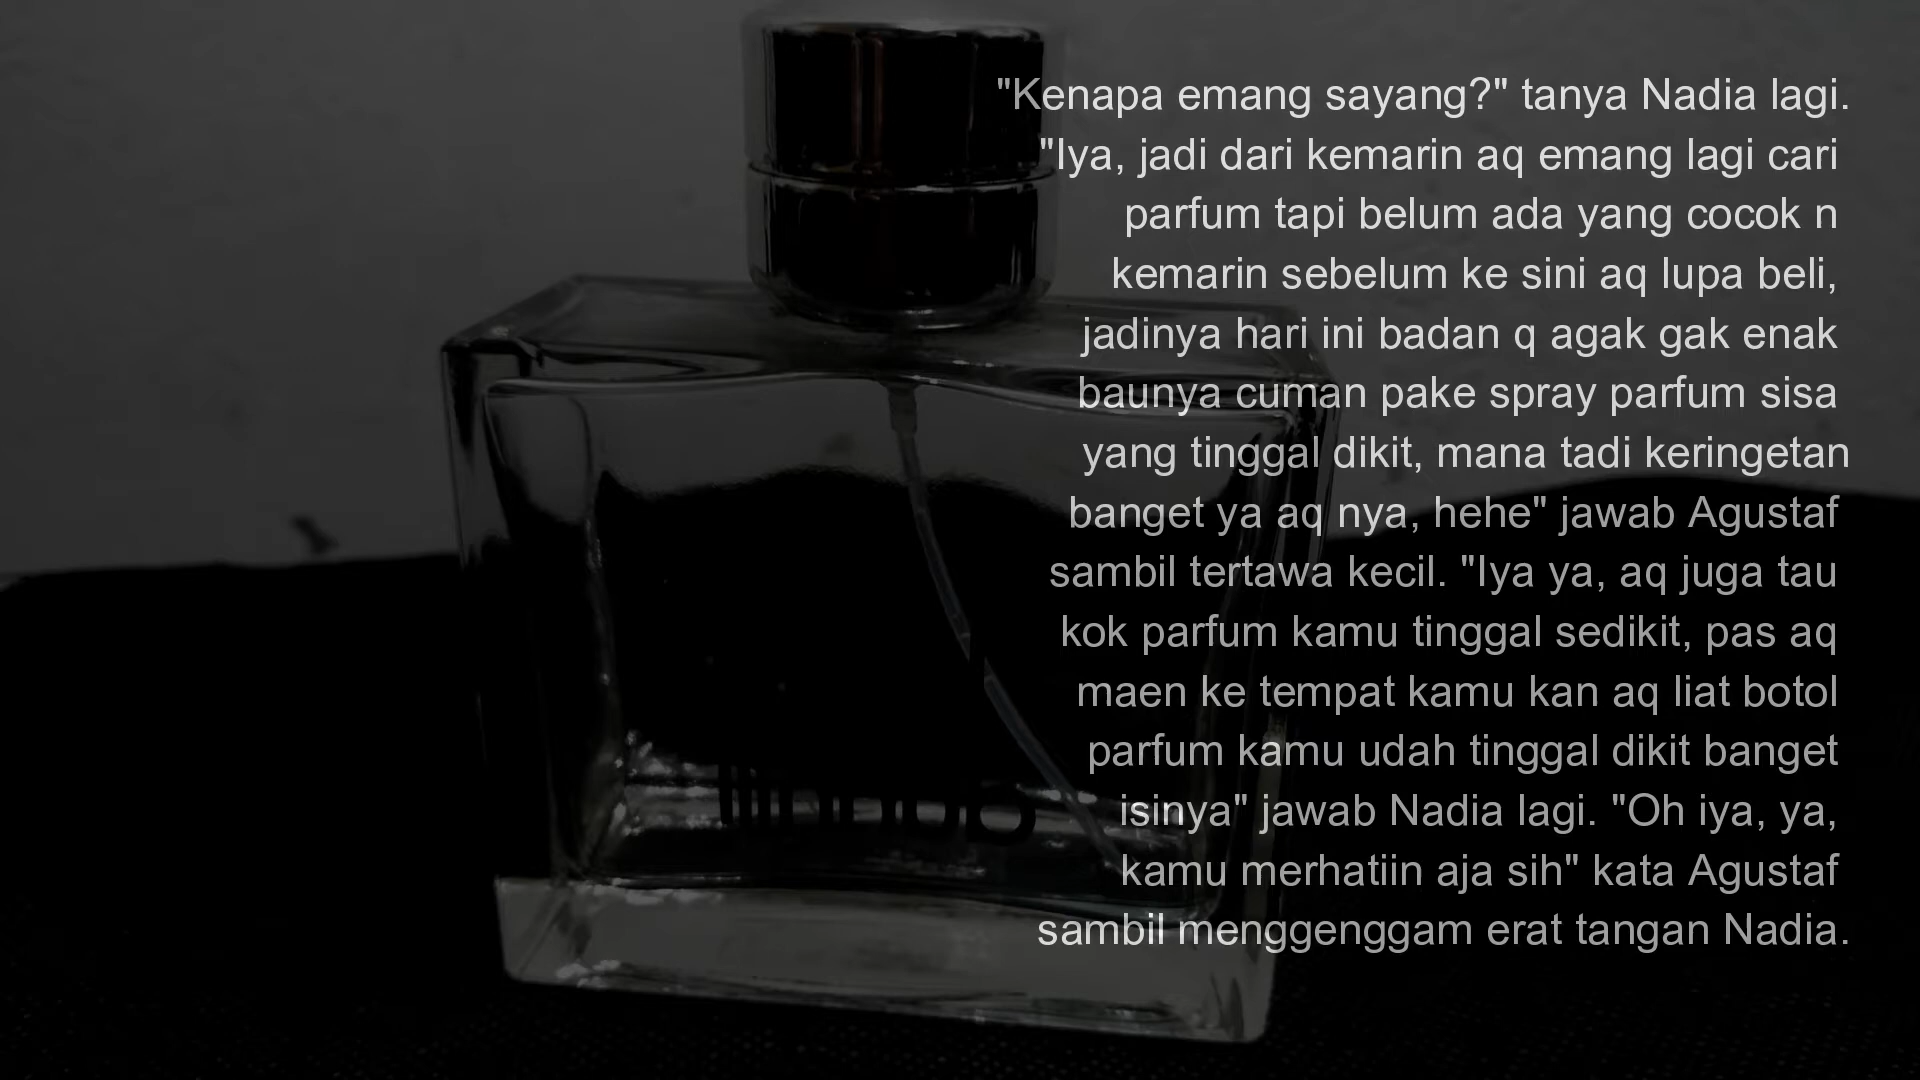 "Kenapa emang sayang?" tanya Nadia lagi.
"Iya, jadi dari kemarin aq emang lagi cari
parfum tapi belum ada yang cocok n
kemarin sebelum ke sini aq lupa beli,
jadinya hari ini badan q agak gak enak
baunya cuman pake spray parfum sisa
yang tinggal dikit, mana tadi keringetan
banget ya aq nya, hehe" jawab Agustaf
sambil tertawa kecil. "Iya ya, aq juga tau
kok parfum kamu tinggal sedikit, pas aq
maen ke tempat kamu kan aq liat botol
parfum kamu udah tinggal dikit banget
isinya" jawab Nadia lagi. "Oh iya, ya,
kamu merhatiin aja sih" kata Agustaf
sambil menggenggam erat tangan Nadia.